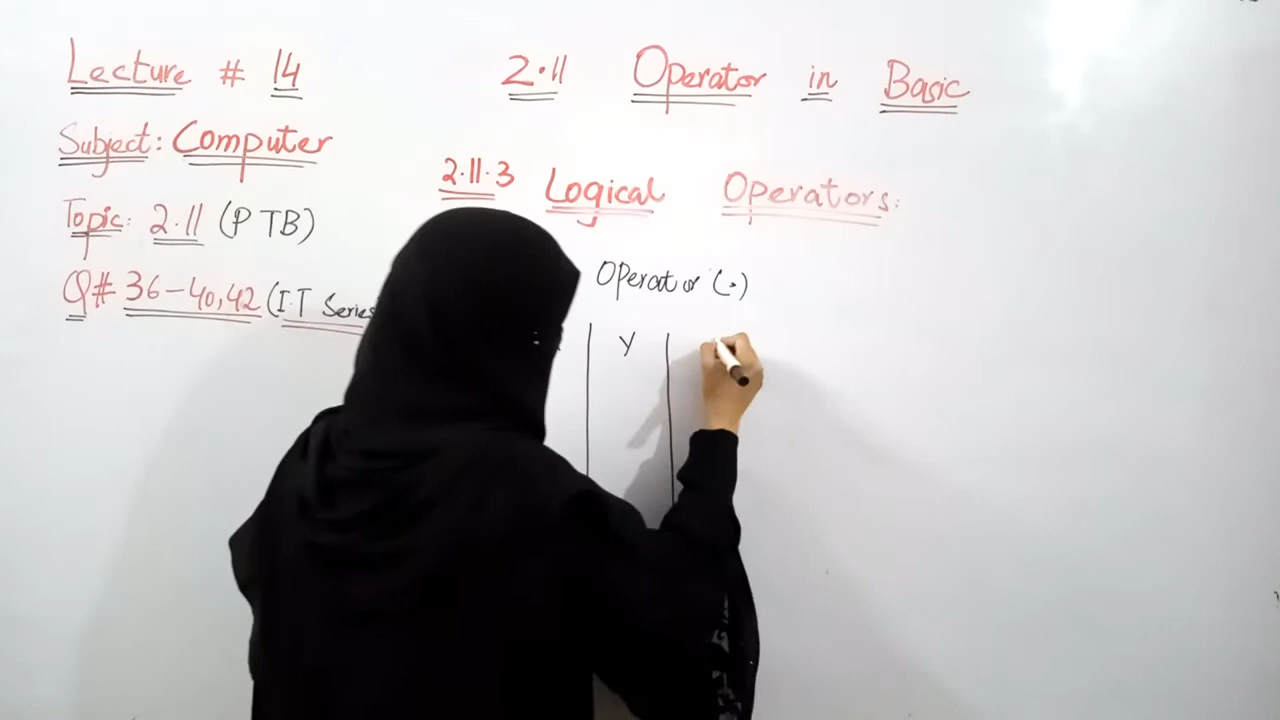 Lecture # 14
2.11 Operator in Basic
Subject: Computer
2.11.3 Logical Operators:
Topic: 2.11 (PTB)
Operator (.)
Q# 36-40,42 (I.T Series
Y